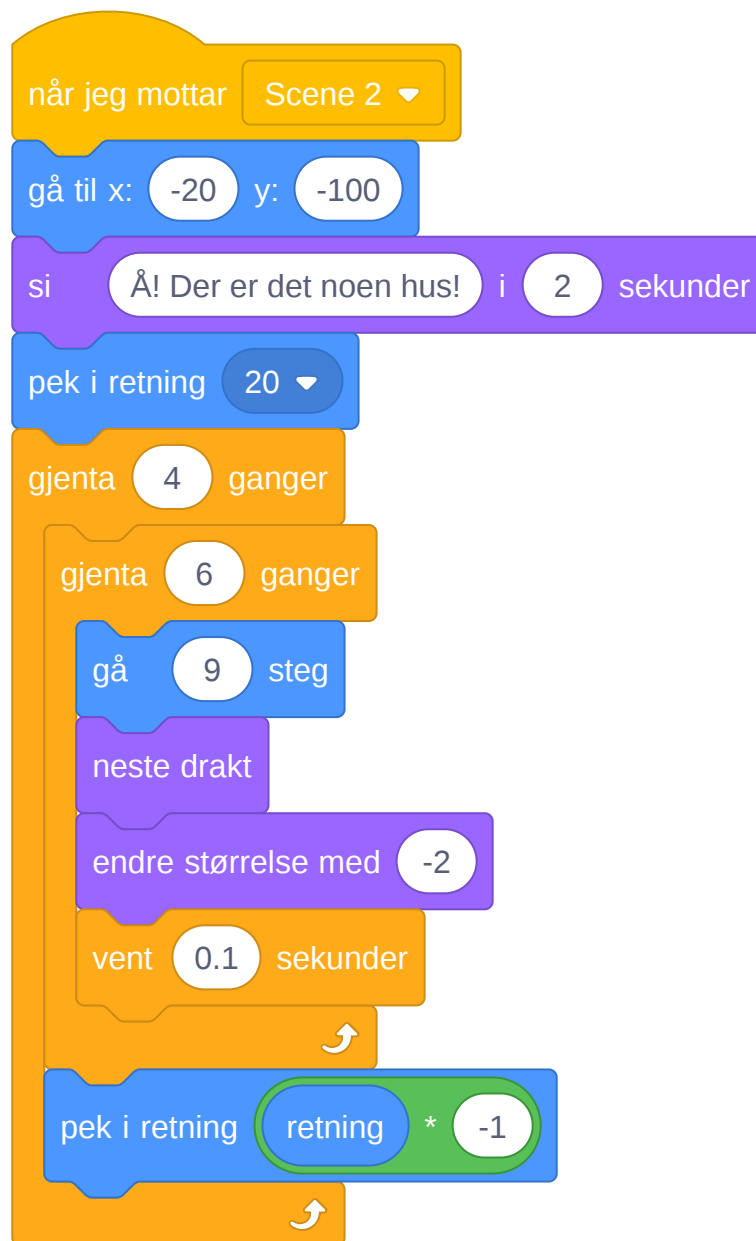 når jeg mottar Scene 2
gå til x: -20 y: -100
si Å! Der er det noen hus! i 2 sekunder
pek i retning 20
gjenta 4 ganger
gjenta 6 ganger
gå 9 steg
neste drakt
endre størrelse med -2
vent 0.1 sekunder
pek i retning retning * -1